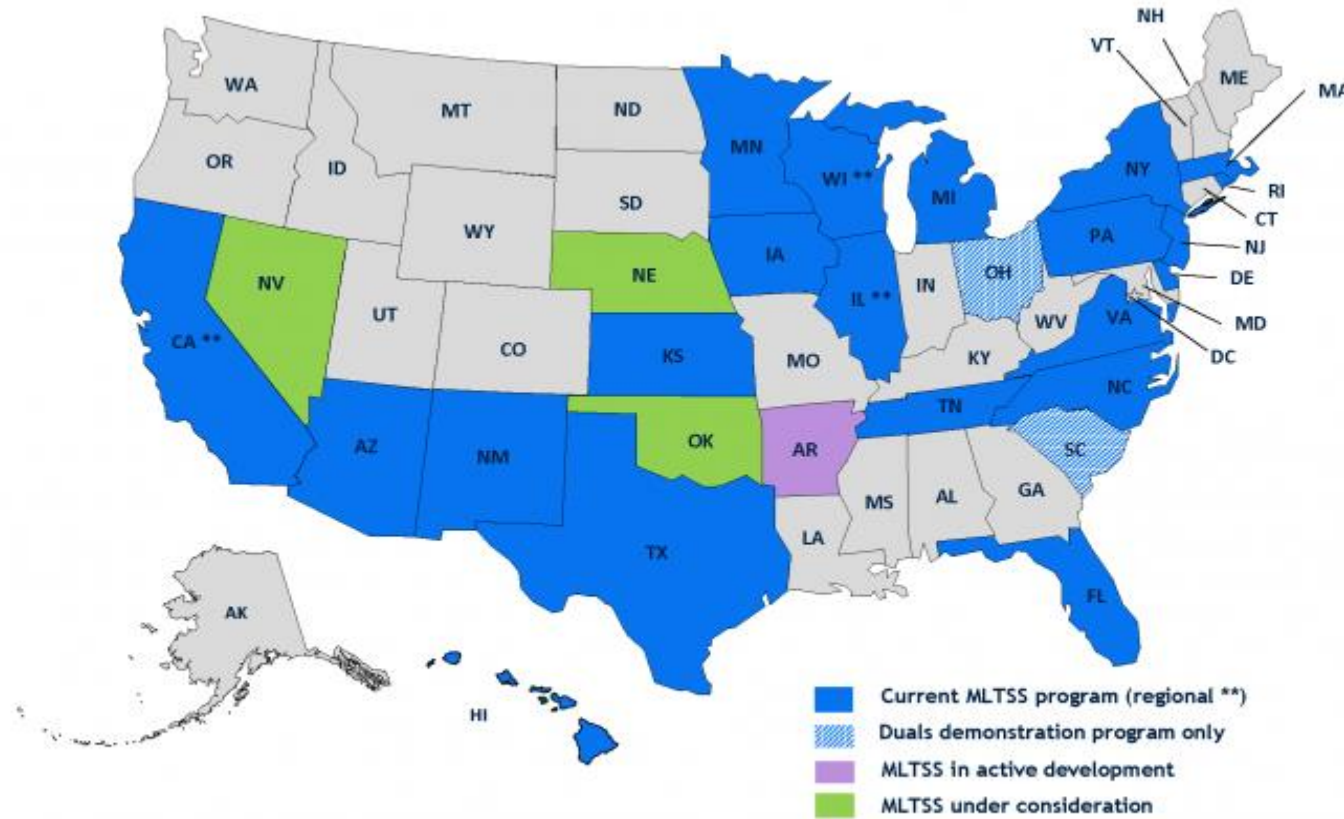 NH
VT
ME
WA
MT
ND
MN
MA
OR
ID
WI **
NY
SD
MI
RI
WY
CT
PA
IA
NJ
NE
OH
NV
IL **
IN
DE
UT
WV
VA
MD
CA **
CO
KS
MO
KY
DC
NC
TN
AZ
NM
OK
AR
SC
MS
AL
GA
LA
TX
FL
AK
HI
Current MLTSS program (regional **)
Duals demonstration program only
MLTSS in active development
MLTSS under consideration